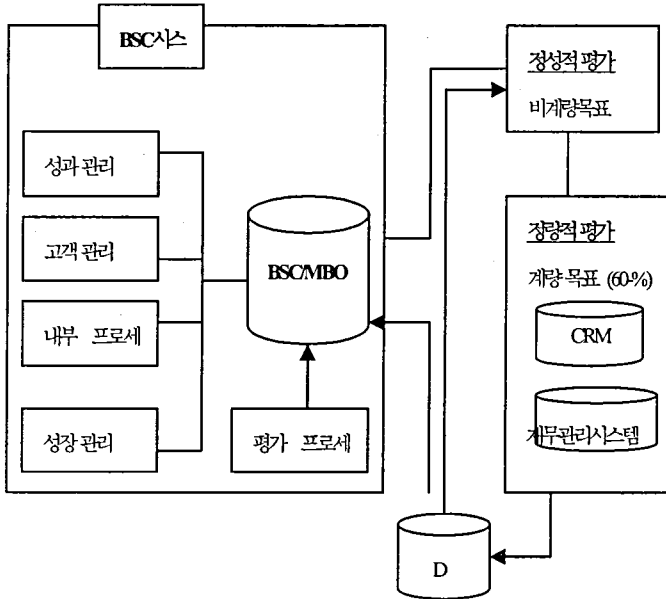 BSC시스
성과 관리
고객 관리
내부 프로세
성장 관리
BSC/MBO
평가 프로세
정성적 평가
비계량목표
정량적 평가
계량 목표 (60-%)
CRM
재무관리시스템
D